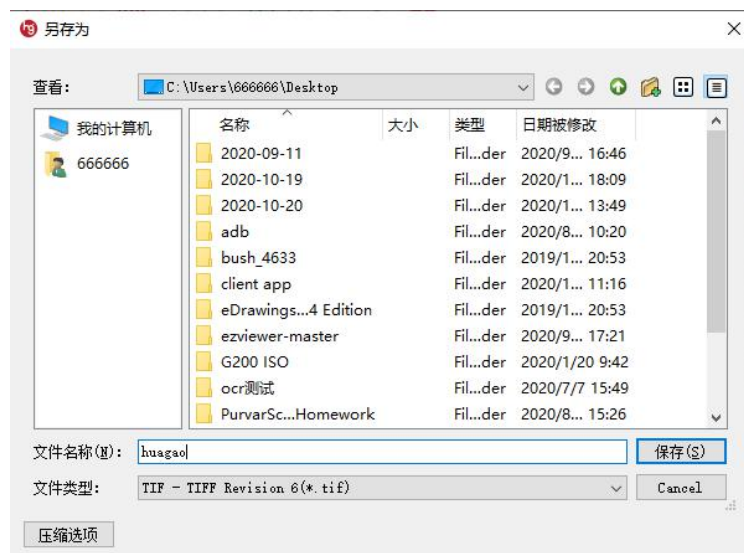 hg 另存为
查看: C:\Users\666666\Desktop
我的计算机
666666
名称 大小 类型 日期被修改
2020-09-11 Fil...der 2020/9... 16:46
2020-10-19 Fil...der 2020/1... 18:09
2020-10-20 Fil...der 2020/1... 13:49
adb Fil...der 2020/8... 10:20
bush_4633 Fil...der 2019/1... 20:53
client app Fil...der 2020/1... 11:16
eDrawings...4 Edition Fil...der 2019/1... 20:53
ezviewer-master Fil...der 2020/9... 17:21
G200 ISO Fil...der 2020/1/20 9:42
ocr测试 Fil...der 2020/7/7 15:49
PurvarSc...Homework Fil...der 2020/8... 15:26
文件名称(N): huagao 保存(S)
文件类型: TIF - TIFF Revision 6(*.tif) Cancel
压缩选项